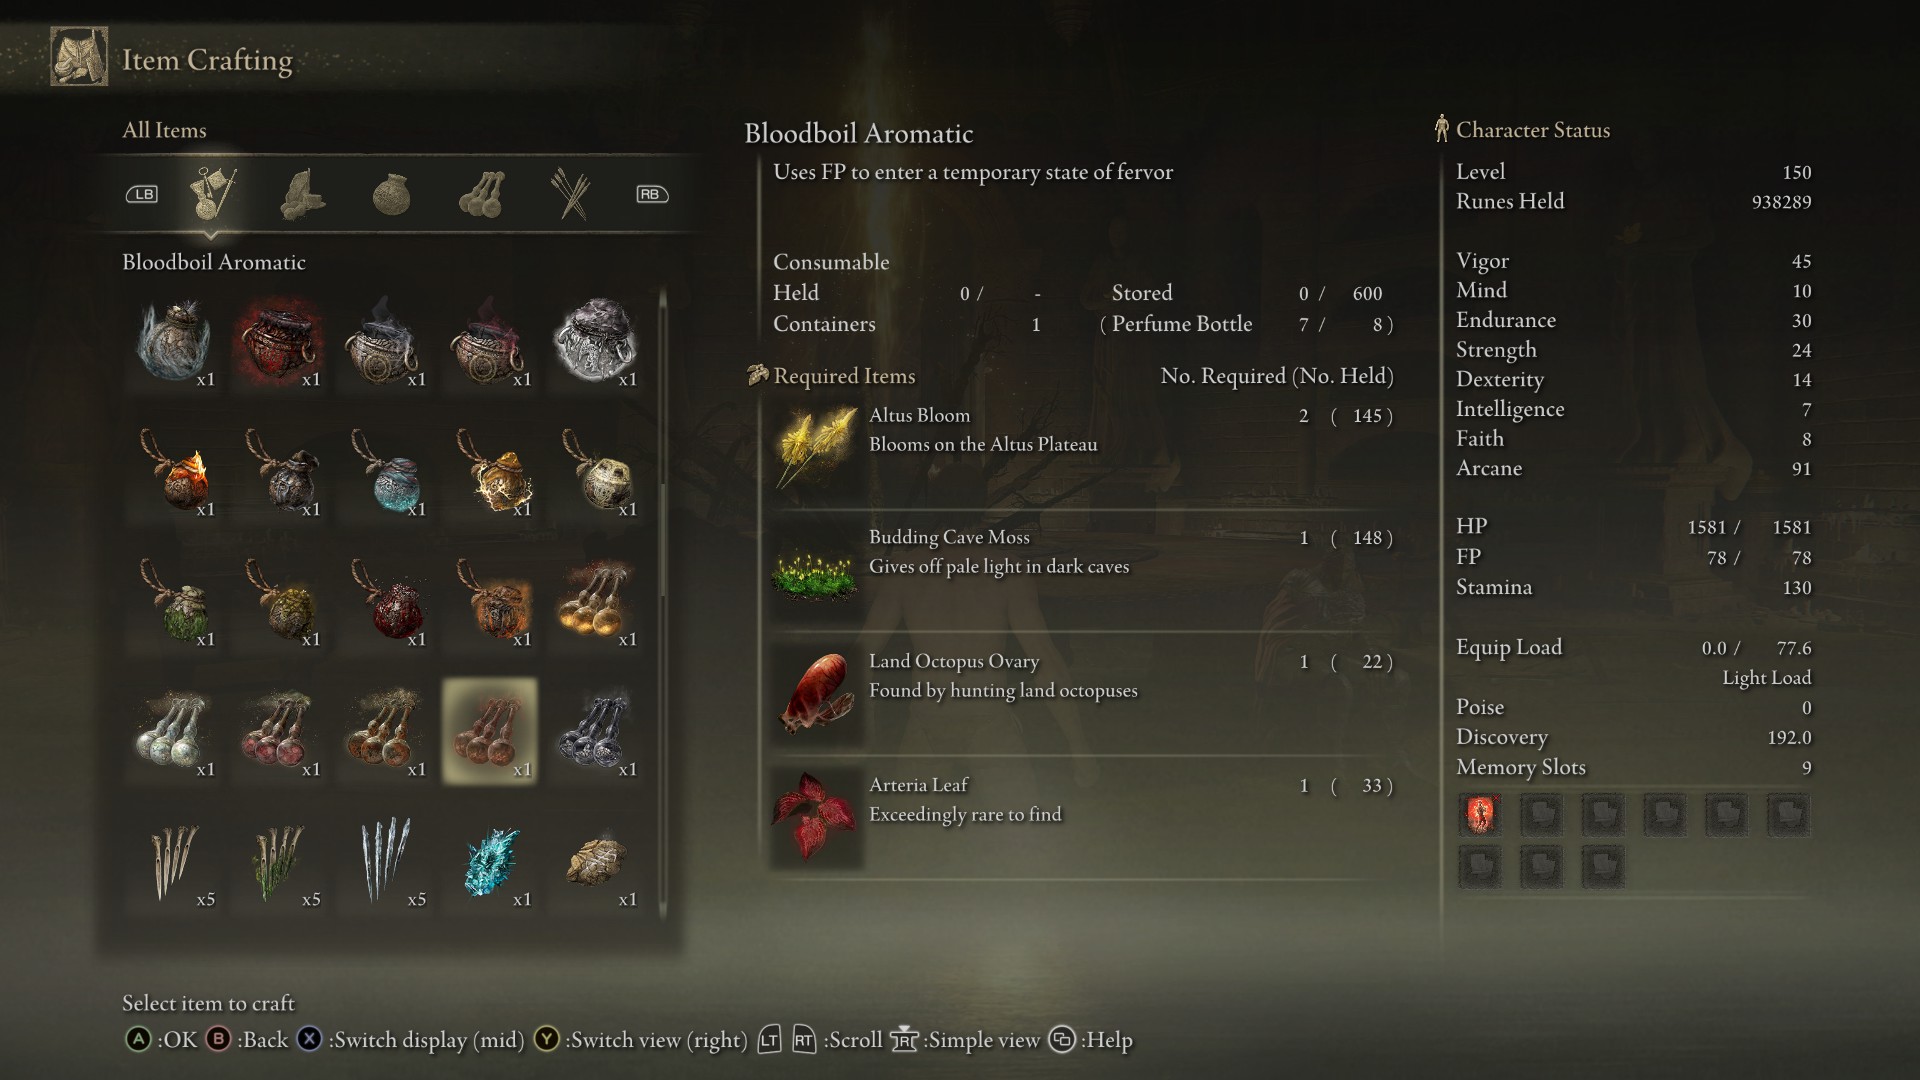 Item Crafting
All Items
LB
RB
Bloodboil Aromatic
x1 x1 x1 x1 x1
x1 x1 x1 x1 x1
x1 x1 x1 x1 x1
x1 x1 x1 x1 x1
x5 x5 x5 x1 x1
Bloodboil Aromatic
Uses FP to enter a temporary state of fervor
Consumable
Held 0 / - Stored 0 / 600
Containers 1 ( Perfume Bottle 7 / 8 )
Required Items No. Required (No. Held)
Altus Bloom 2 ( 145 )
Blooms on the Altus Plateau
Budding Cave Moss 1 ( 148 )
Gives off pale light in dark caves
Land Octopus Ovary 1 ( 22 )
Found by hunting land octopuses
Arteria Leaf 1 ( 33 )
Exceedingly rare to find
Character Status
Level 150
Runes Held 938289
Vigor 45
Mind 10
Endurance 30
Strength 24
Dexterity 14
Intelligence 7
Faith 8
Arcane 91
HP 1581 / 1581
FP 78 / 78
Stamina 130
Equip Load 0.0 / 77.6
Light Load
Poise 0
Discovery 192.0
Memory Slots 9
Select item to craft
A :OK B :Back X :Switch display (mid) Y :Switch view (right) LT RT :Scroll R :Simple view :Help